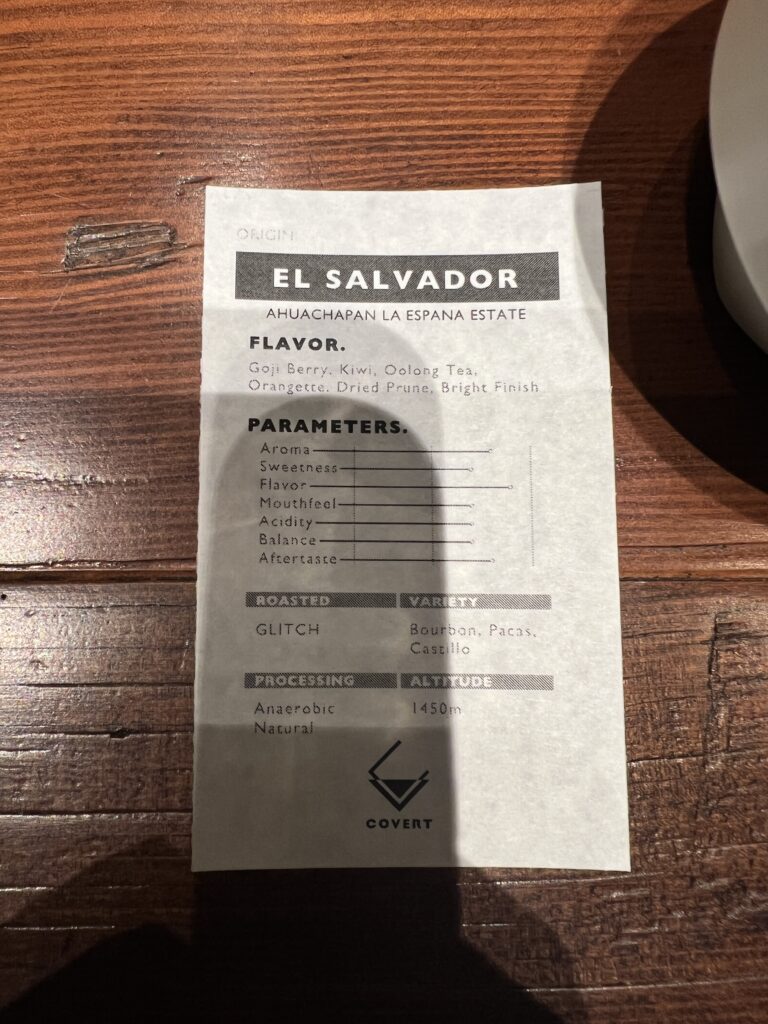 ORIGIN
EL SALVADOR
AHUACHAPAN LA ESPANA ESTATE
FLAVOR.
Goji Berry, Kiwi, Oolong Tea,
Orangette, Dried Prune, Bright Finish
PARAMETERS.
Aroma
Sweetness
Flavor
Mouthfeel
Acidity
Balance
Aftertaste
ROASTED VARIETY
GLITCH Bourbon, Pacas,
Castillo
PROCESSING ALTITUDE
Anaerobic 1450m
Natural
COVERT